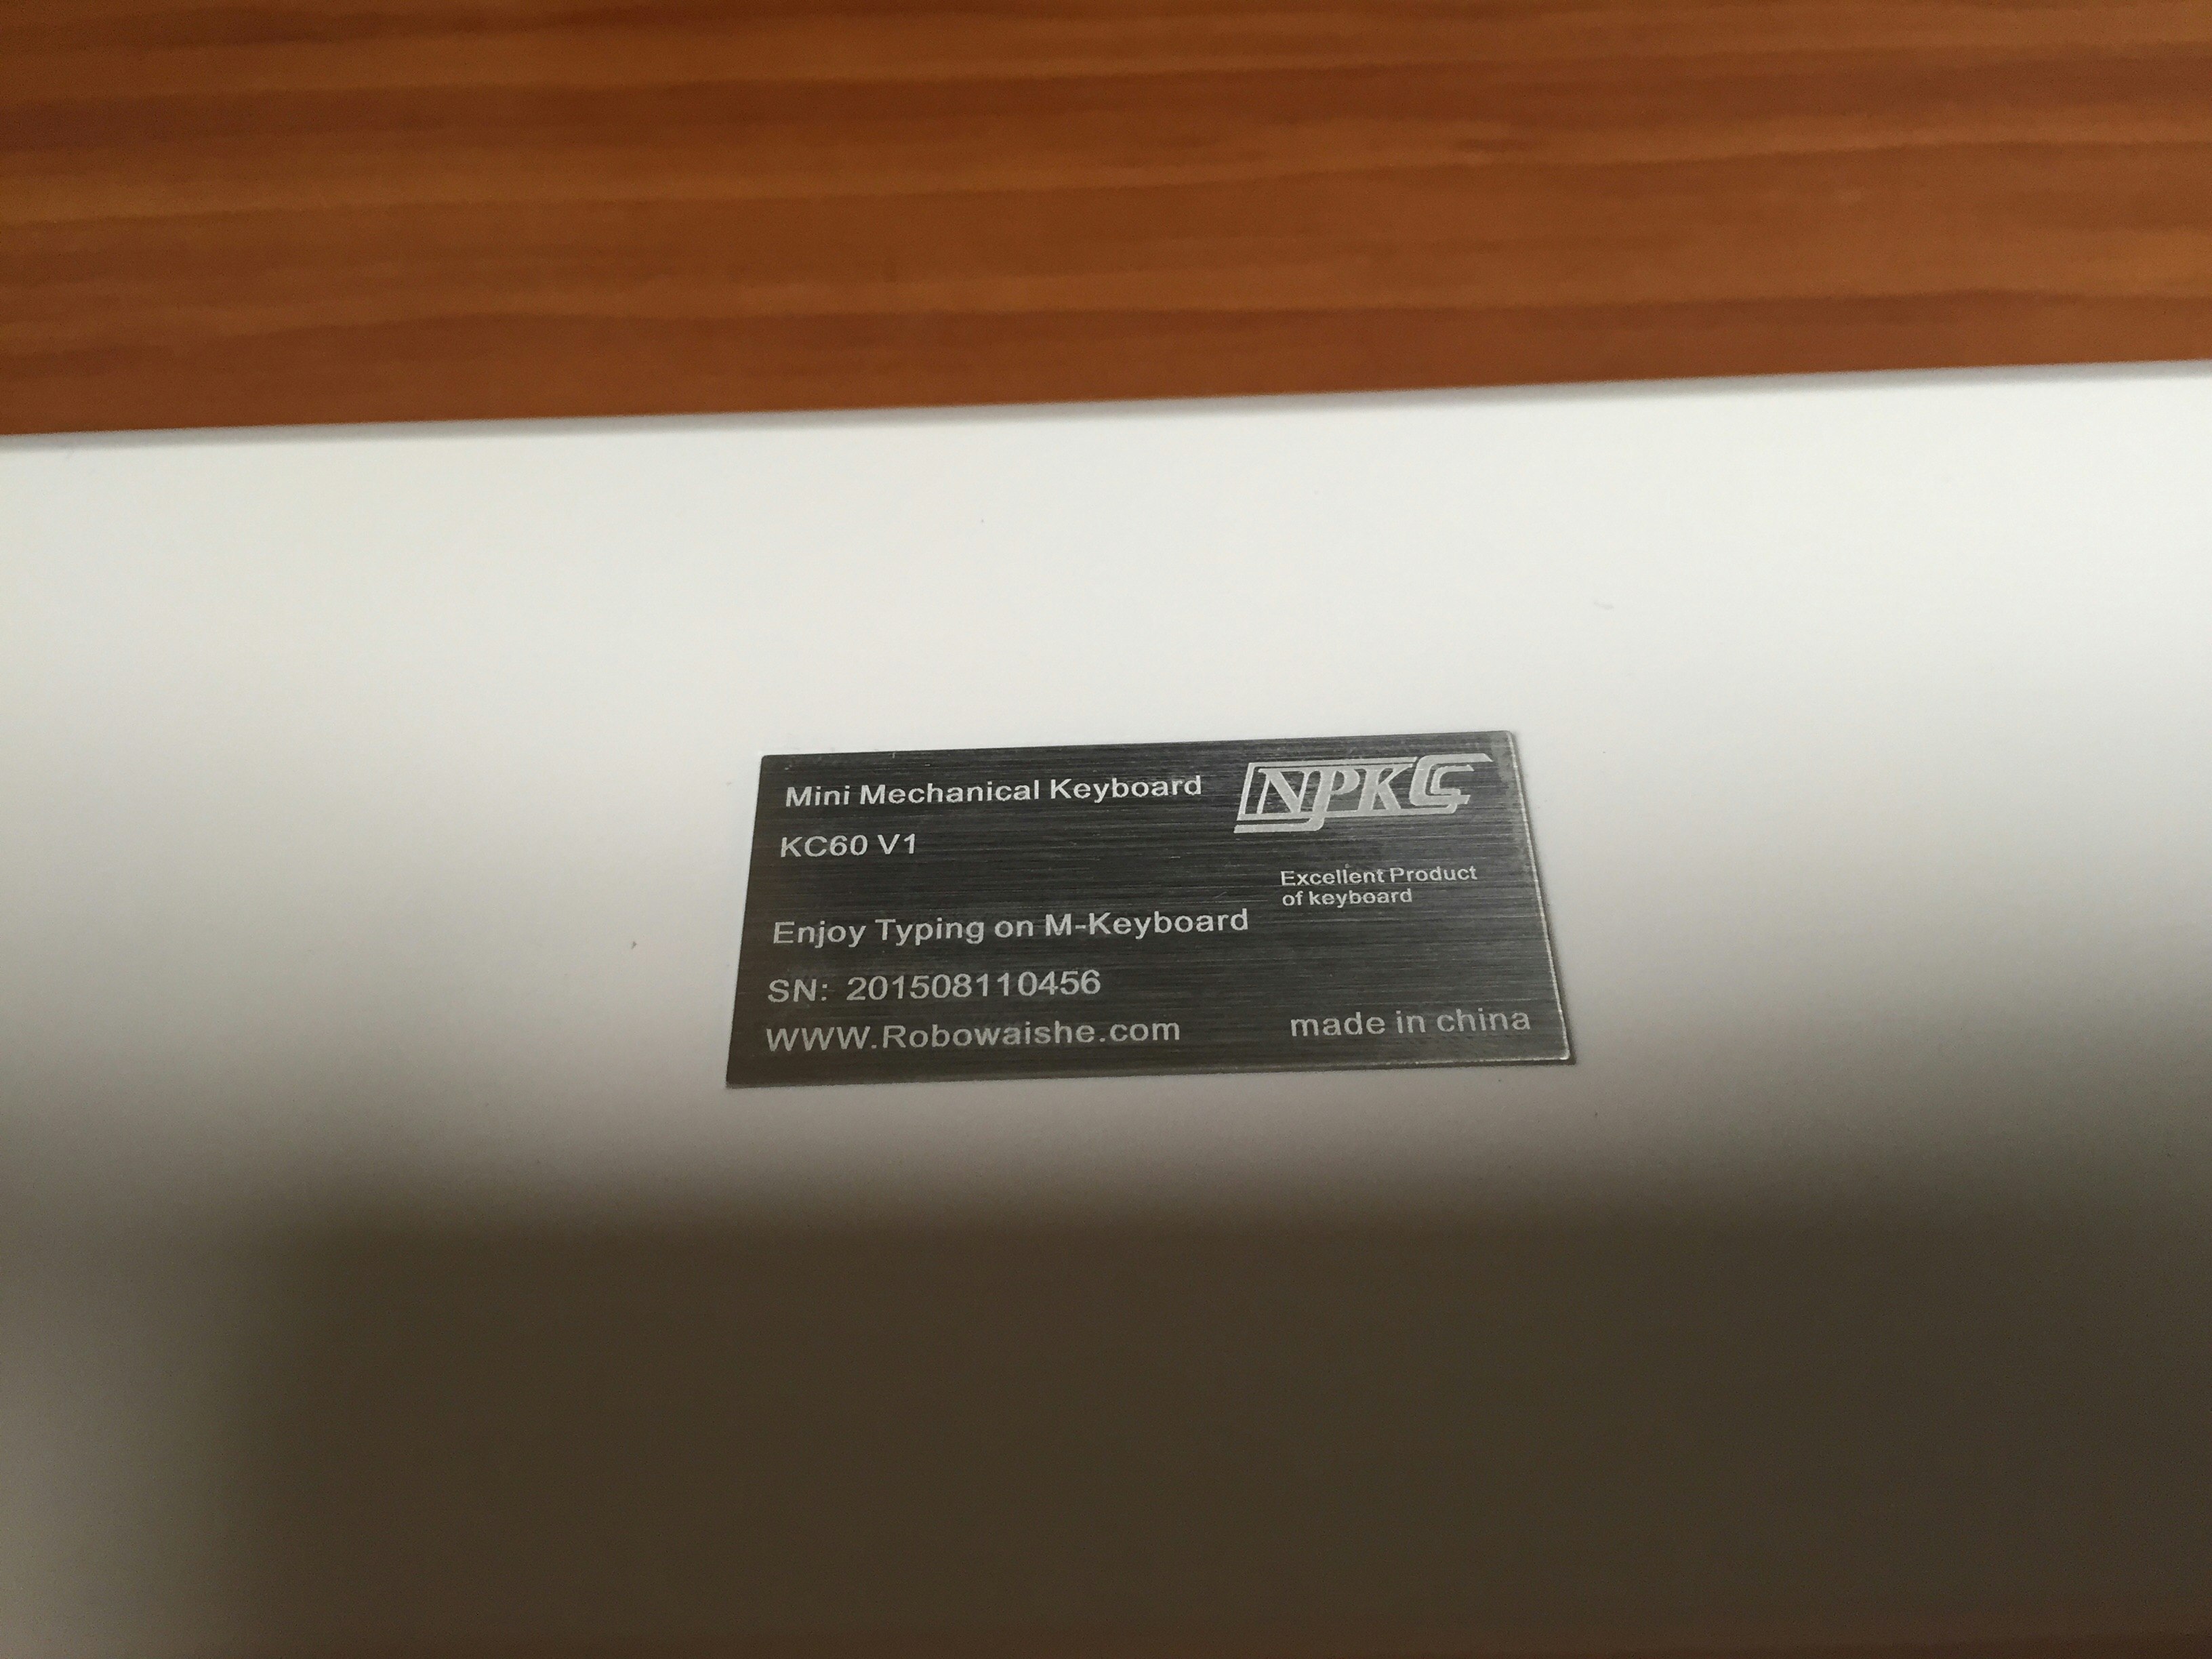 Mini Mechanical Keyboard
NPKC
KC60 V1
Excellent Product
of keyboard
Enjoy Typing on M-Keyboard
SN: 201508110456
WWW.Robowaishe.com
made in china